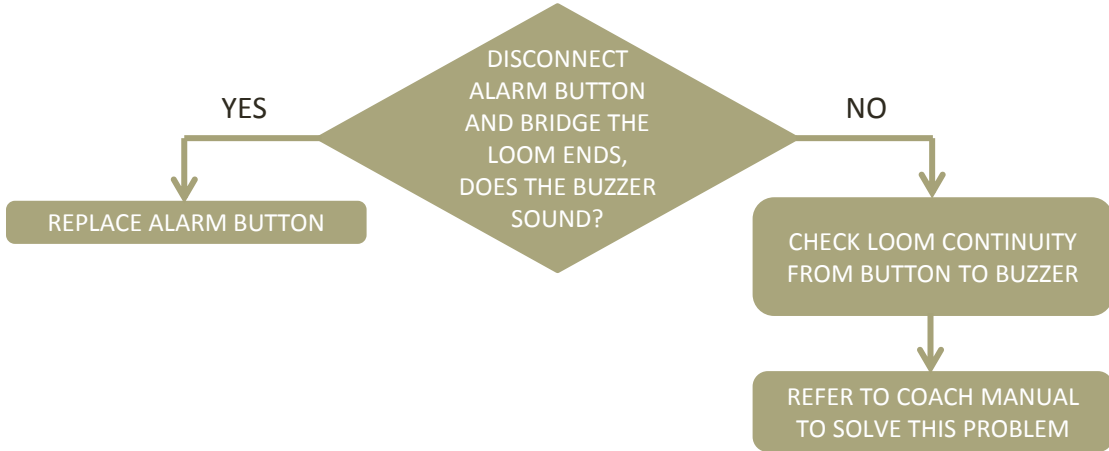 DISCONNECT
ALARM BUTTON
AND BRIDGE THE
LOOM ENDS,
DOES THE BUZZER
SOUND?
YES
NO
REPLACE ALARM BUTTON
CHECK LOOM CONTINUITY
FROM BUTTON TO BUZZER
REFER TO COACH MANUAL
TO SOLVE THIS PROBLEM